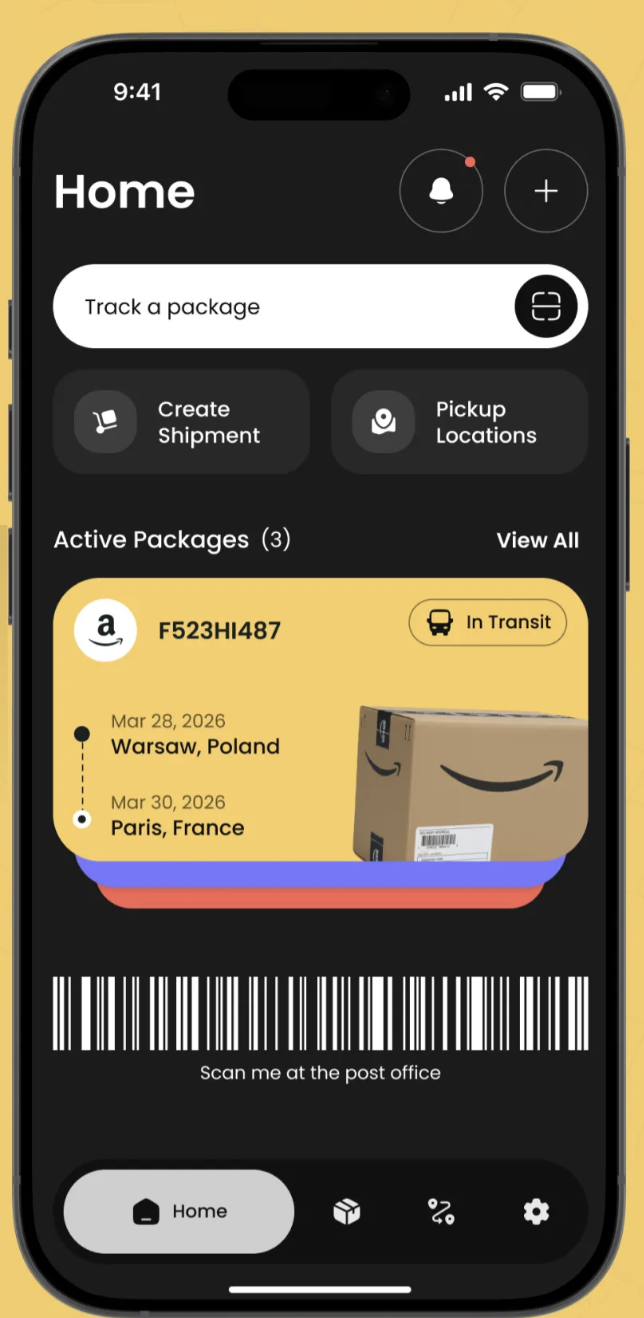 9:41
Home
Track a package
Create
Shipment
Pickup
Locations
Active Packages (3)
View All
a
F523HI487
In Transit
Mar 28, 2026
Warsaw, Poland
Mar 30, 2026
Paris, France
Scan me at the post office
Home